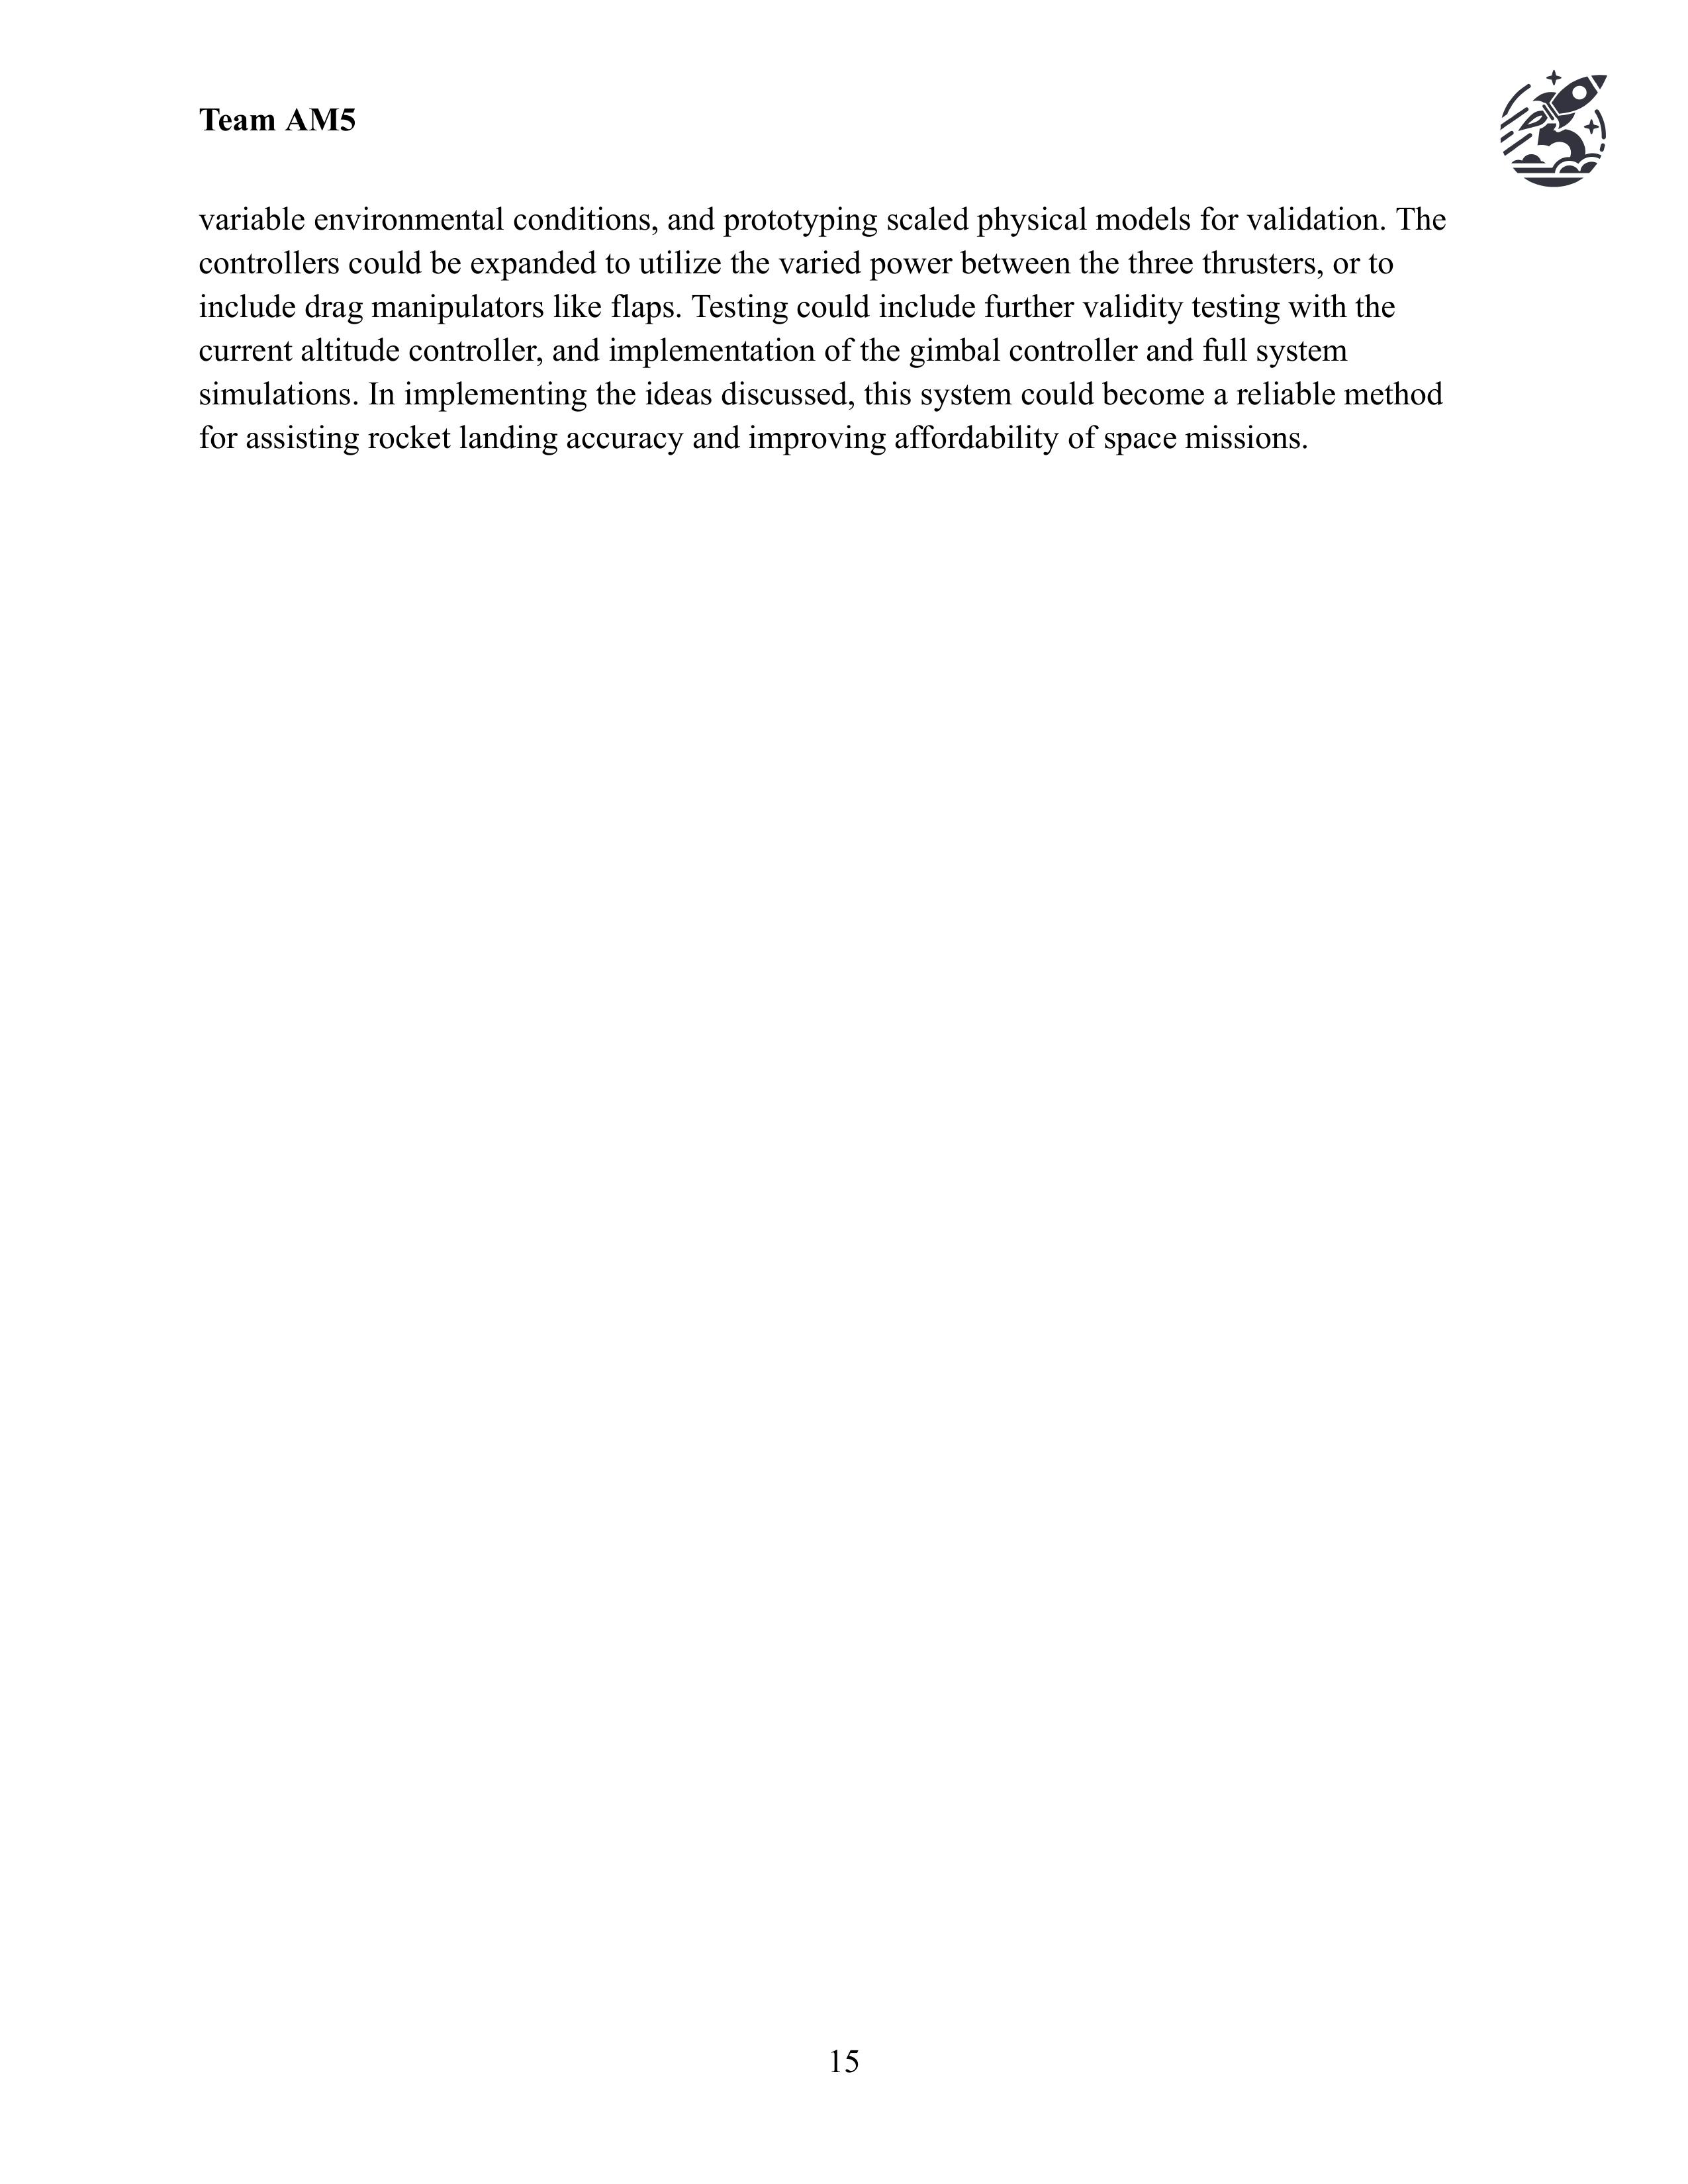 Team AM5
variable environmental conditions, and prototyping scaled physical models for validation. The
controllers could be expanded to utilize the varied power between the three thrusters, or to
include drag manipulators like flaps. Testing could include further validity testing with the
current altitude controller, and implementation of the gimbal controller and full system
simulations. In implementing the ideas discussed, this system could become a reliable method
for assisting rocket landing accuracy and improving affordability of space missions.
5
15